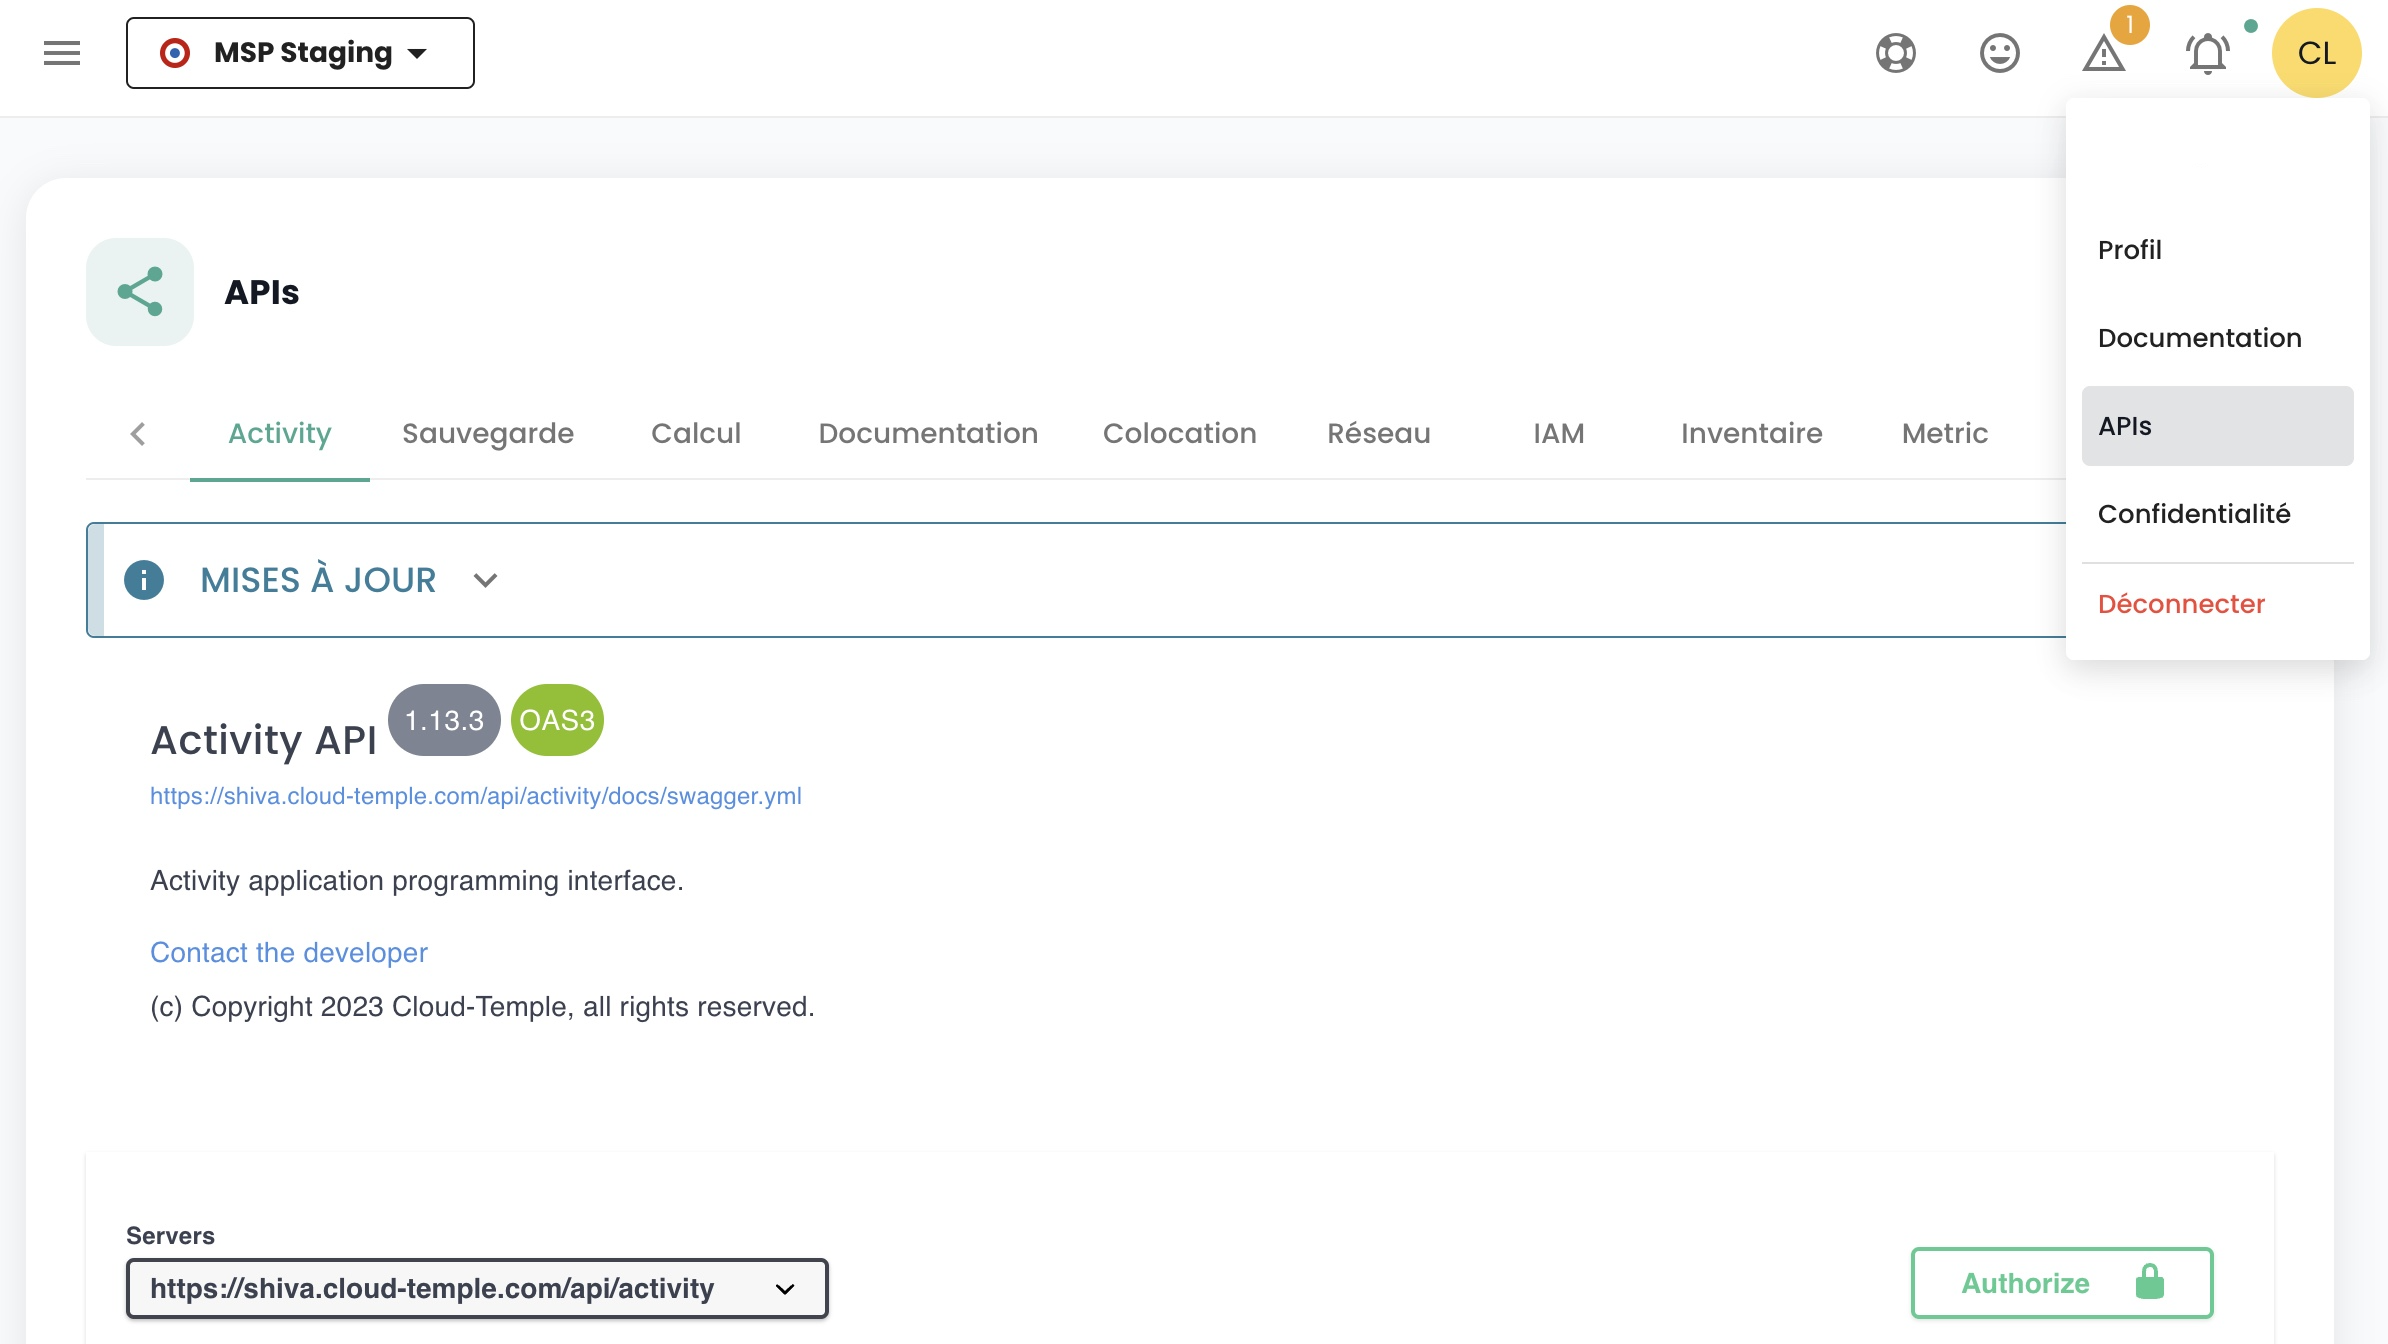 MSP Staging
1
CL
Profil
Documentation
APIs
Confidentialité
Déconnecter
APIs
Activity Sauvegarde Calcul Documentation Colocation Réseau IAM Inventaire Metric
MISES À JOUR
Activity API 1.13.3 OAS3
https://shiva.cloud-temple.com/api/activity/docs/swagger.yml
Activity application programming interface.
Contact the developer
(c) Copyright 2023 Cloud-Temple, all rights reserved.
Servers
https://shiva.cloud-temple.com/api/activity
Authorize